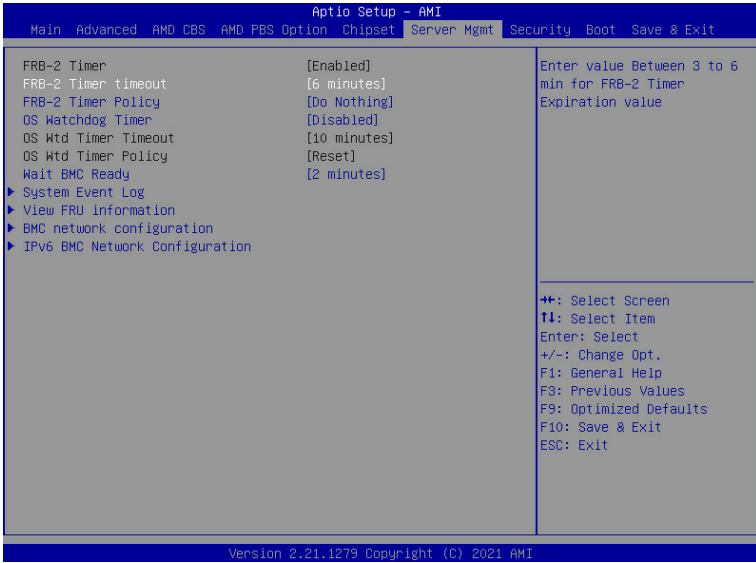 Aptio Setup – AMI
Main Advanced AMD CBS AMD PBS Option Chipset Server Mgmt Security Boot Save & Exit
FRB-2 Timer [Enabled]
FRB-2 Timer timeout [6 minutes]
FRB-2 Timer Policy [Do Nothing]
OS Watchdog Timer [Disabled]
OS Wtd Timer Timeout [10 minutes]
OS Wtd Timer Policy [Reset]
Wait BMC Ready [2 minutes]
System Event Log
View FRU information
BMC network configuration
IPv6 BMC Network Configuration
Enter value Between 3 to 6
min for FRB-2 Timer
Expiration value
→←: Select Screen
↑↓: Select Item
Enter: Select
+/-: Change Opt.
F1: General Help
F3: Previous Values
F9: Optimized Defaults
F10: Save & Exit
ESC: Exit
Version 2.21.1279 Copyright (C) 2021 AMI